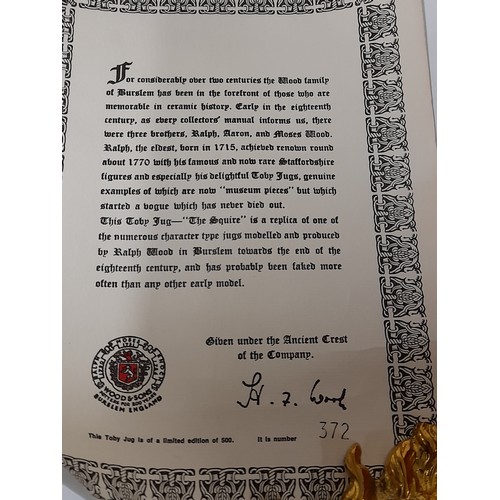 For considerably over two centuries the Wood family
of Burslem has been in the forefront of those who are
memorable in ceramic history. Early in the eighteenth
century, as every collectors' manual informs us, there
were three brothers, Ralph, Aaron, and Moses Wood.
Ralph, the eldest, born in 1715, achieved renown round
about 1770 with his famous and now rare Staffordshire
figures and especially his delightful Toby Jugs, genuine
examples of which are now "museum pieces" but which
started a vogue which has never died out.
This Toby Jug—"The Squire" is a replica of one of
the numerous character type jugs modelled and produced
by Ralph Wood in Burslem towards the end of the
eighteenth century, and has probably been faked more
often than any other early model.
Given under the Ancient Crest
of the Company.
H. F. Wood
WOOD & SONS
POTTERS FOR 200 YEARS
BURSLEM ENGLAND
This Toby Jug is of a limited edition of 500. It is number 372